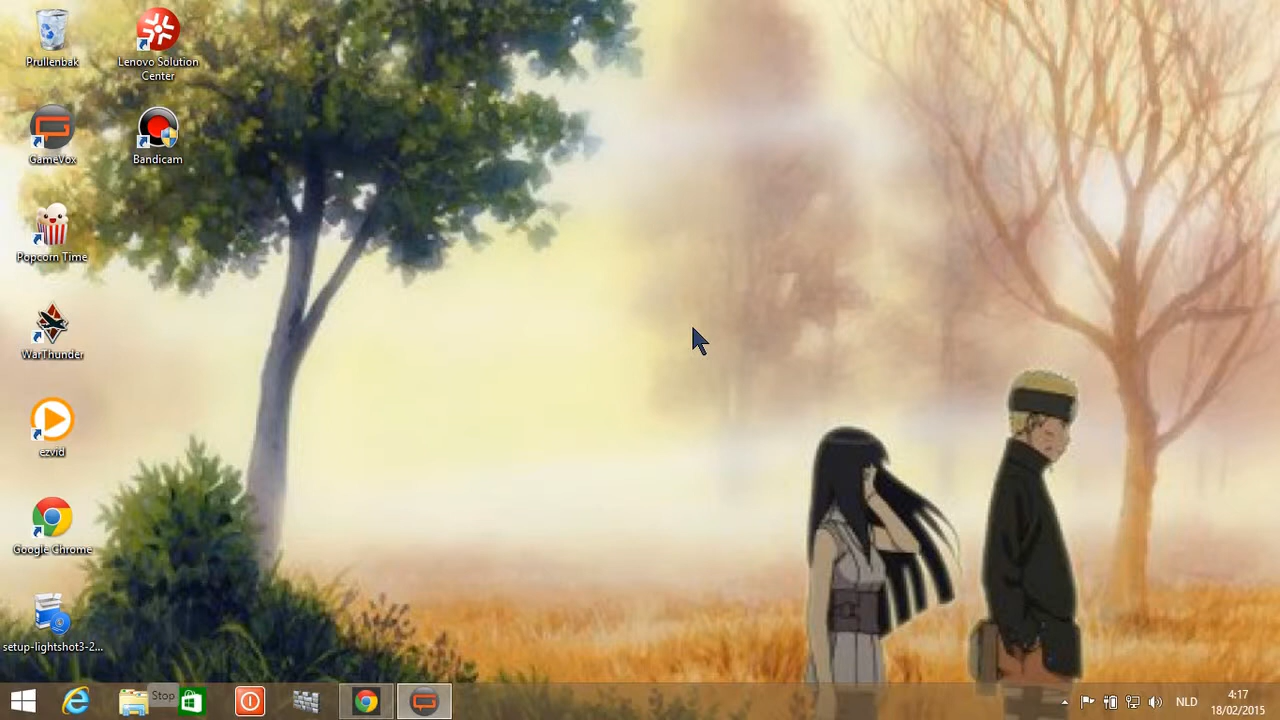 Prullenbak
Lenovo Solution
Center
GameVox
Bandicam
Popcorn Time
WarThunder
ezvid
Google Chrome
setup-lightshot3-2...
Stop
NLD
4:17
18/02/2015